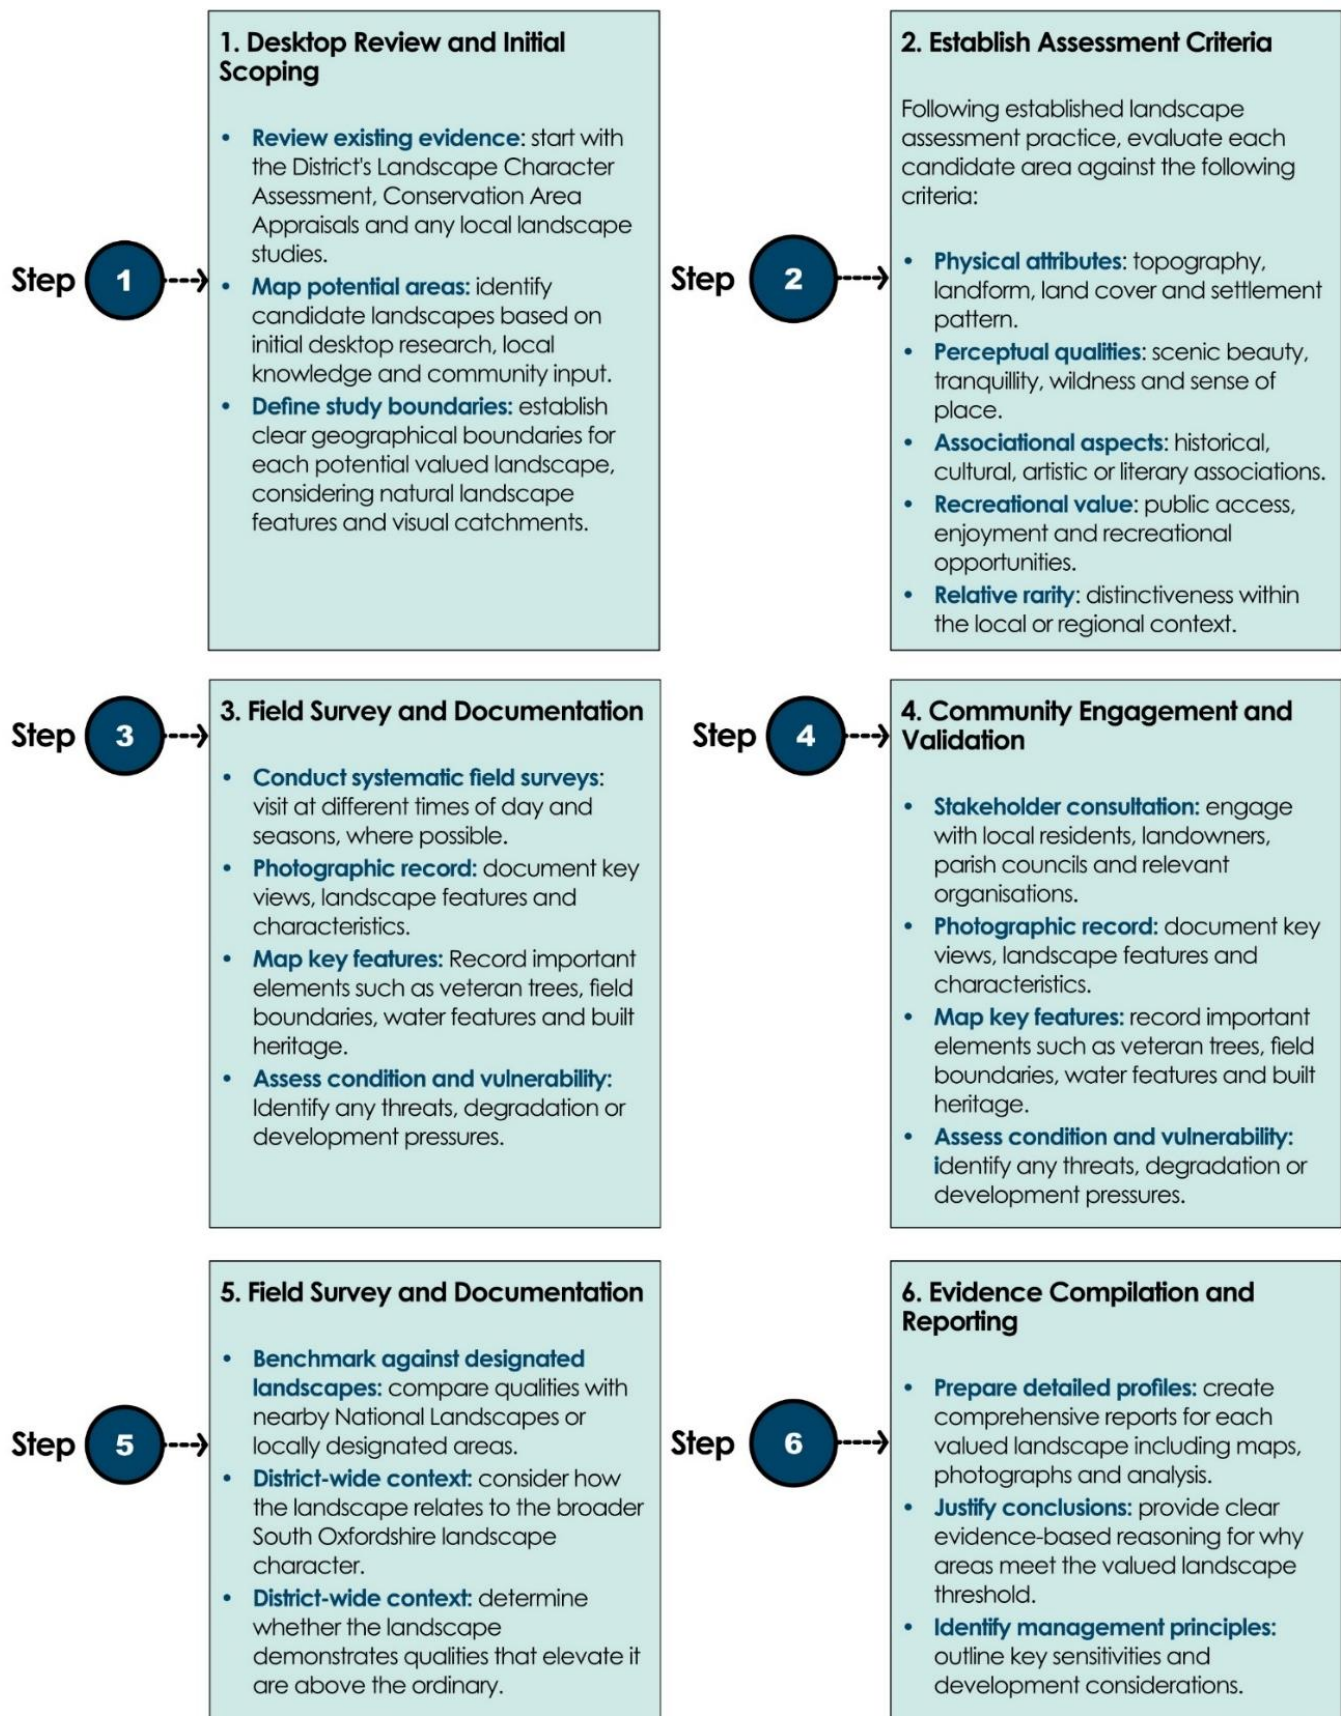 Step 1
1. Desktop Review and Initial
Scoping
• Review existing evidence: start with
the District's Landscape Character
Assessment, Conservation Area
Appraisals and any local landscape
studies.
• Map potential areas: identify
candidate landscapes based on
initial desktop research, local
knowledge and community input.
• Define study boundaries: establish
clear geographical boundaries for
each potential valued landscape,
considering natural landscape
features and visual catchments.
Step 2
2. Establish Assessment Criteria
Following established landscape
assessment practice, evaluate each
candidate area against the following
criteria:
• Physical attributes: topography,
landform, land cover and settlement
pattern.
• Perceptual qualities: scenic beauty,
tranquillity, wildness and sense of
place.
• Associational aspects: historical,
cultural, artistic or literary associations.
• Recreational value: public access,
enjoyment and recreational
opportunities.
• Relative rarity: distinctiveness within
the local or regional context.
Step 3
3. Field Survey and Documentation
• Conduct systematic field surveys:
visit at different times of day and
seasons, where possible.
• Photographic record: document key
views, landscape features and
characteristics.
• Map key features: Record important
elements such as veteran trees, field
boundaries, water features and built
heritage.
• Assess condition and vulnerability:
Identify any threats, degradation or
development pressures.
Step 4
4. Community Engagement and
Validation
• Stakeholder consultation: engage
with local residents, landowners,
parish councils and relevant
organisations.
• Photographic record: document key
views, landscape features and
characteristics.
• Map key features: record important
elements such as veteran trees, field
boundaries, water features and built
heritage.
• Assess condition and vulnerability:
identify any threats, degradation or
development pressures.
Step 5
5. Field Survey and Documentation
• Benchmark against designated
landscapes: compare qualities with
nearby National Landscapes or
locally designated areas.
• District-wide context: consider how
the landscape relates to the broader
South Oxfordshire landscape
character.
• District-wide context: determine
whether the landscape
demonstrates qualities that elevate it
are above the ordinary.
Step 6
6. Evidence Compilation and
Reporting
• Prepare detailed profiles: create
comprehensive reports for each
valued landscape including maps,
photographs and analysis.
• Justify conclusions: provide clear
evidence-based reasoning for why
areas meet the valued landscape
threshold.
• Identify management principles:
outline key sensitivities and
development considerations.